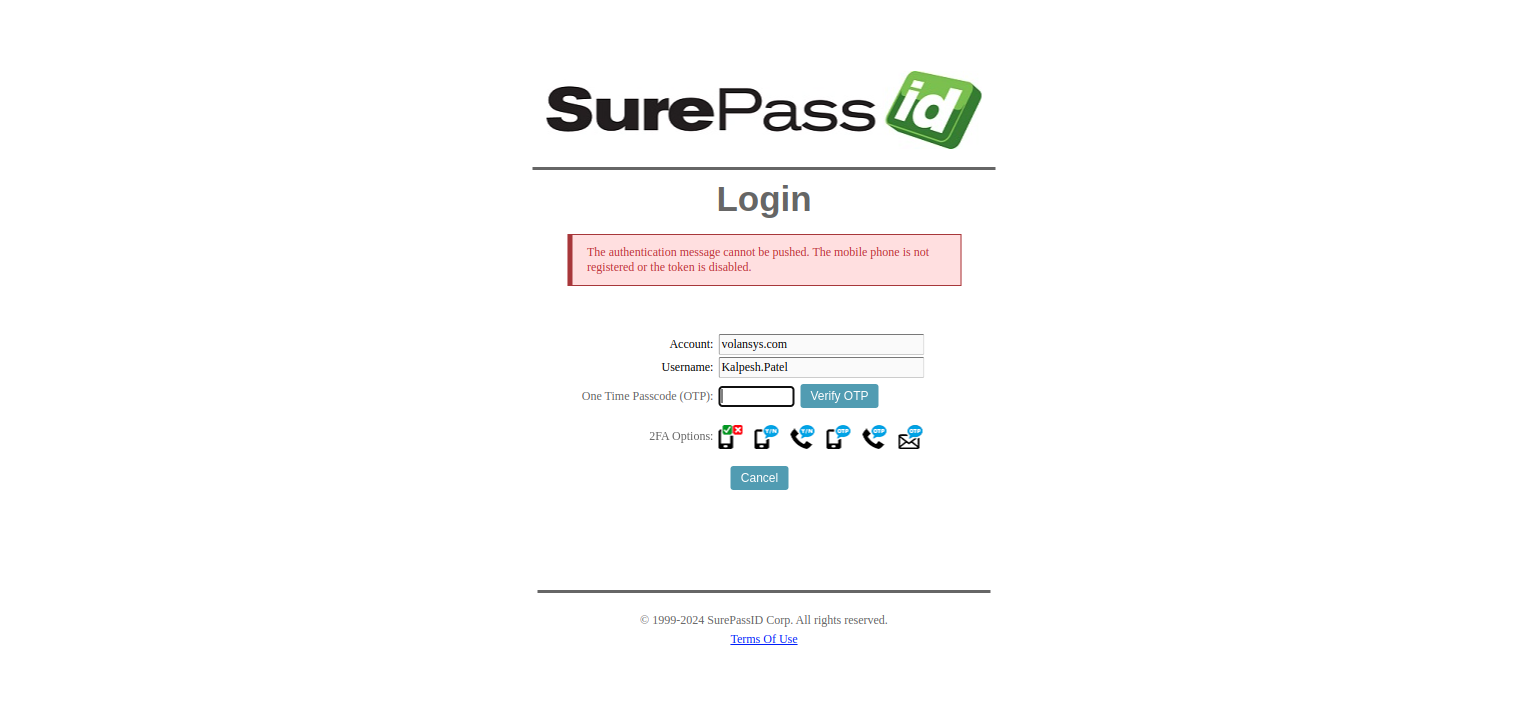 SurePass id
Login
The authentication message cannot be pushed. The mobile phone is not
registered or the token is disabled.
Account: volansys.com
Username: Kalpesh.Patel
One Time Passcode (OTP): Verify OTP
2FA Options: Y/N Y/N OTP OTP OTP
Cancel
© 1999-2024 SurePassID Corp. All rights reserved.
Terms Of Use